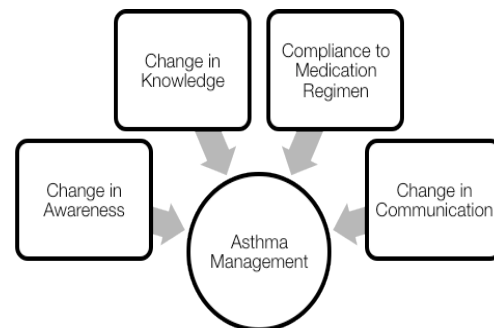 Change in
Knowledge
Compliance to
Medication
Regimen
Change in
Awareness
Change in
Communication
Asthma
Management